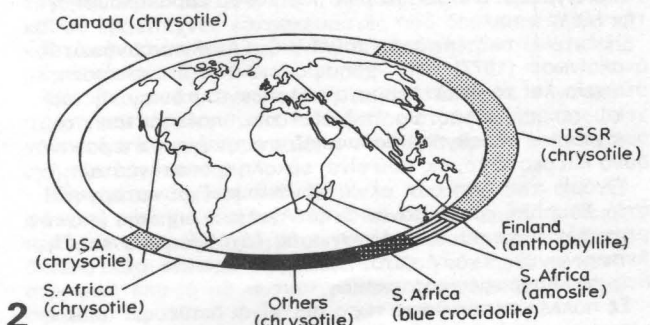 Canada (chrysotile)
USSR
(chrysotile)
Finland
(anthophyllite)
USA
(chrysotile)
S. Africa
(amosite)
S. Africa
(chrysotile)
Others
(chrysotile)
S. Africa
(blue crocidolite)
2